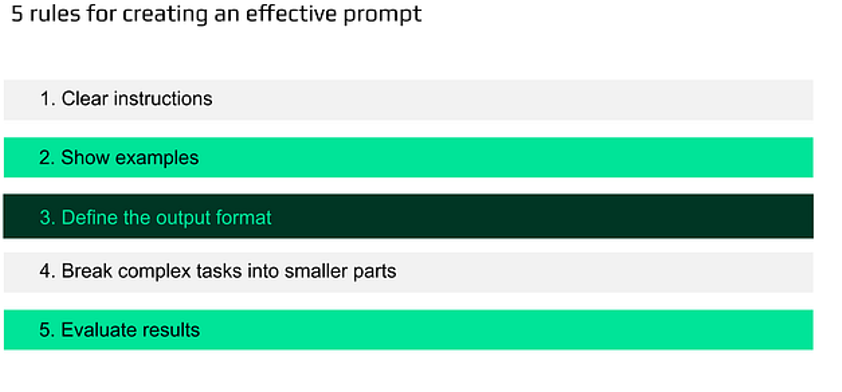 5 rules for creating an effective prompt
1. Clear instructions
2. Show examples
3. Define the output format
4. Break complex tasks into smaller parts
5. Evaluate results